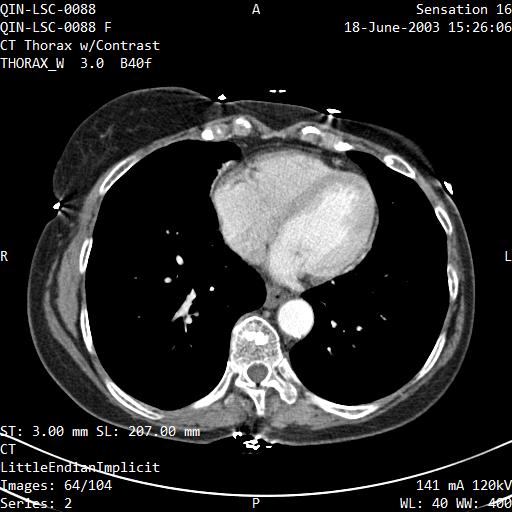 QIN-LSC-0088
A
Sensation 16
QIN-LSC-0088 F
18-June-2003 15:26:06
CT Thorax w/Contrast
THORAX_W 3.0 B40f
R
L
ST: 3.00 mm SL: 207.00 mm
CT
LittleEndianImplicit
Images: 64/104
141 mA 120kV
Series: 2
P
WL: 40 WW: 400